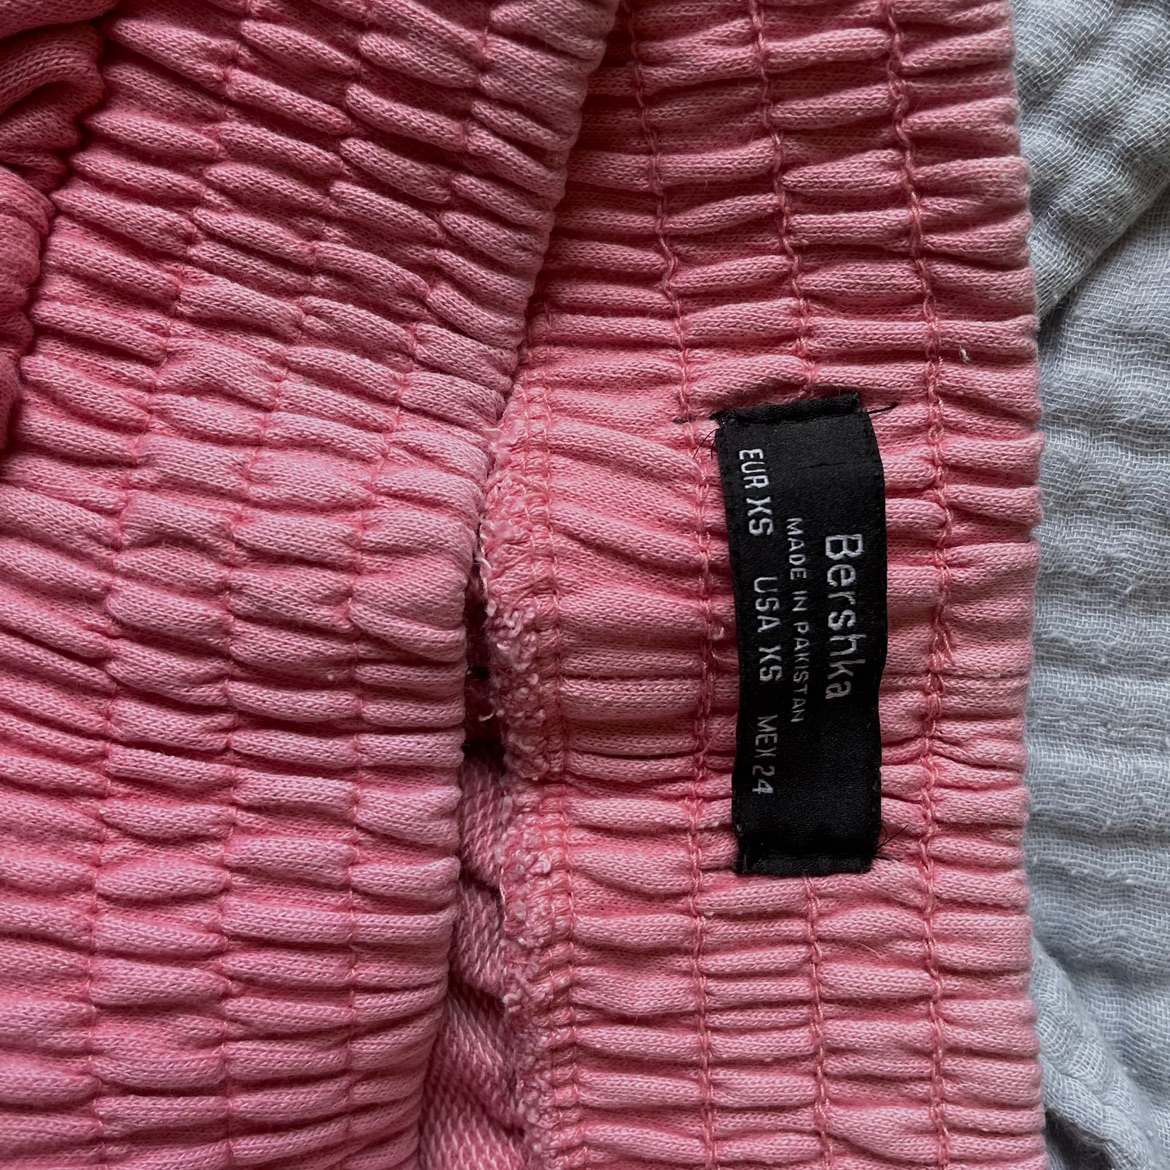 Bershka
MADE IN PAKISTAN
EUR XS USA XS MEX 24